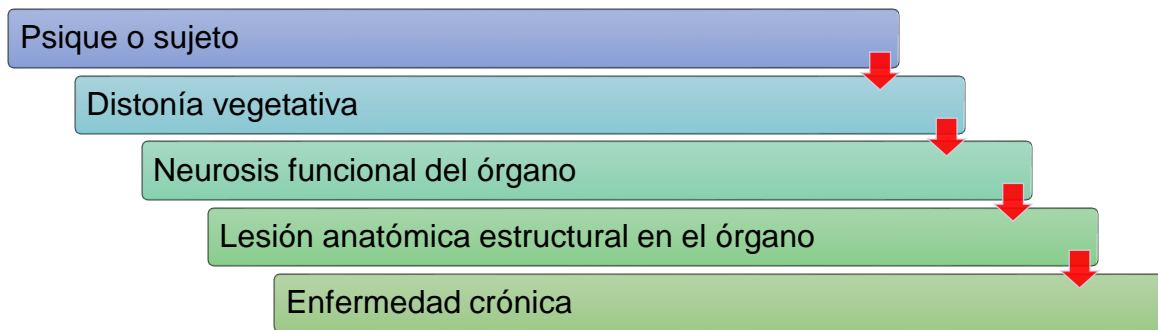 Psique o sujeto
Distonía vegetativa
Neurosis funcional del órgano
Lesión anatómica estructural en el órgano
Enfermedad crónica